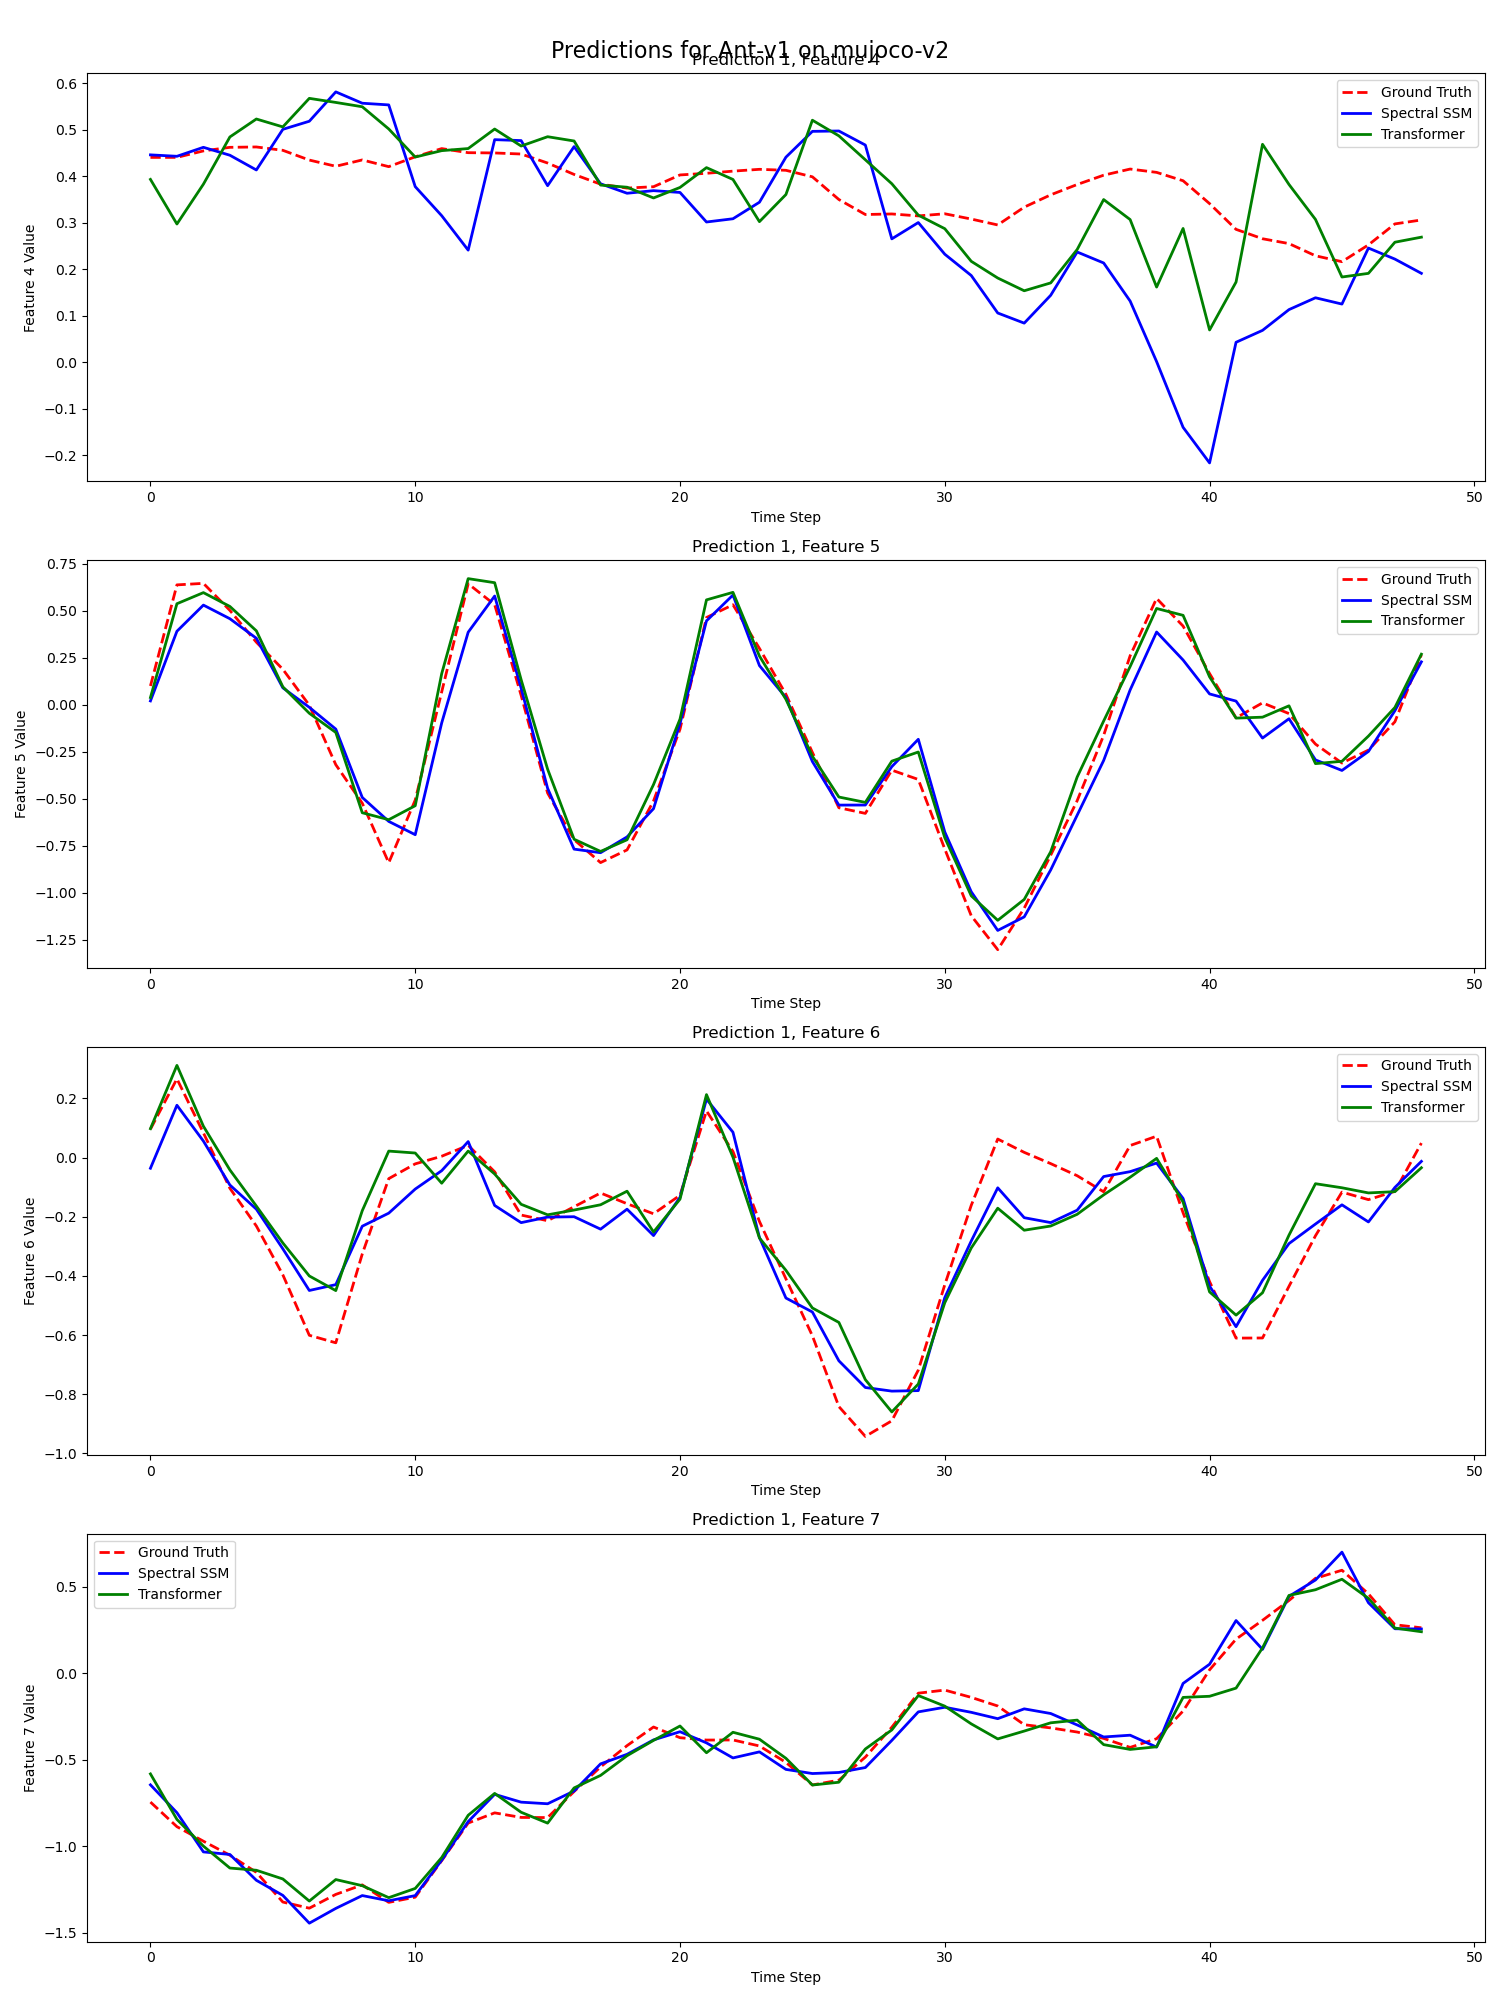 Predictions for Ant-v1 on mujoco-v2
Prediction 1, Feature 4
Ground Truth
Spectral SSM
Transformer
Feature 4 Value
0.6
0.5
0.4
0.3
0.2
0.1
0.0
−0.1
−0.2
0 10 20 30 40 50
Time Step
Prediction 1, Feature 5
Ground Truth
Spectral SSM
Transformer
Feature 5 Value
0.75
0.50
0.25
0.00
−0.25
−0.50
−0.75
−1.00
−1.25
0 10 20 30 40 50
Time Step
Prediction 1, Feature 6
Ground Truth
Spectral SSM
Transformer
Feature 6 Value
0.2
0.0
−0.2
−0.4
−0.6
−0.8
−1.0
0 10 20 30 40 50
Time Step
Prediction 1, Feature 7
Ground Truth
Spectral SSM
Transformer
Feature 7 Value
0.5
0.0
−0.5
−1.0
−1.5
0 10 20 30 40 50
Time Step